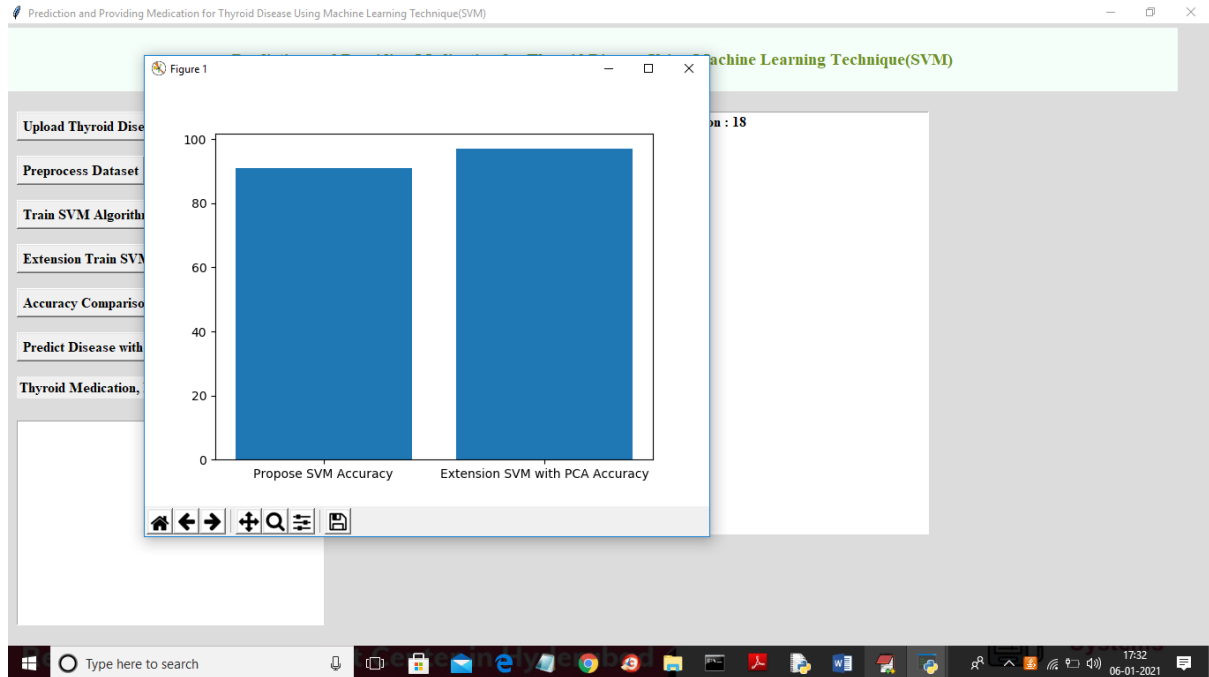 Prediction and Providing Medication for Thyroid Disease Using Machine Learning Technique(SVM)
achine Learning Technique(SVM)
Figure 1
Upload Thyroid Dise
on : 18
Preprocess Dataset
Train SVM Algorith
Extension Train SV
Accuracy Compariso
Predict Disease with
Thyroid Medication,
100
80
60
40
20
0
Propose SVM Accuracy
Extension SVM with PCA Accuracy
Type here to search
17:32
06-01-2021